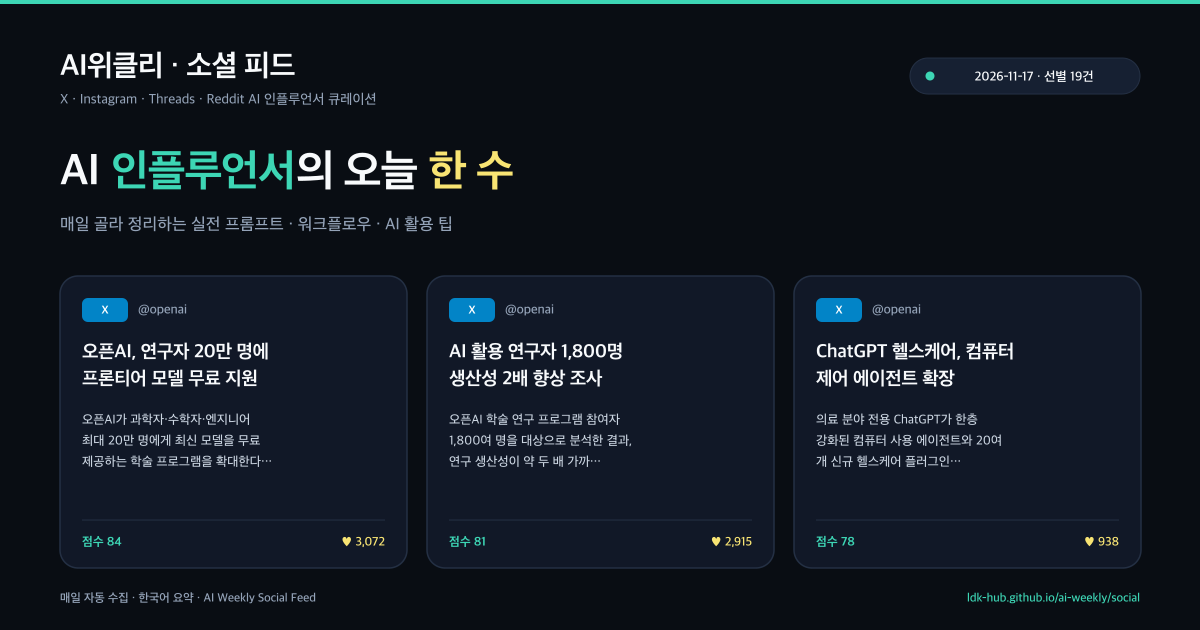 AI위클리 · 소셜 피드
X · Instagram · Threads · Reddit AI 인플루언서 큐레이션
2026-11-17 · 선별 19건
AI 인플루언서의 오늘 한 수
매일 골라 정리하는 실전 프롬프트 · 워크플로우 · AI 활용 팁
X @openai
오픈AI, 연구자 20만 명에
프론티어 모델 무료 지원
오픈AI가 과학자·수학자·엔지니어
최대 20만 명에게 최신 모델을 무료
제공하는 학술 프로그램을 확대한다…
점수 84 ♥ 3,072
X @openai
AI 활용 연구자 1,800명
생산성 2배 향상 조사
오픈AI 학술 연구 프로그램 참여자
1,800여 명을 대상으로 분석한 결과,
연구 생산성이 약 두 배 가까…
점수 81 ♥ 2,915
X @openai
ChatGPT 헬스케어, 컴퓨터
제어 에이전트 확장
의료 분야 전용 ChatGPT가 한층
강화된 컴퓨터 사용 에이전트와 20여
개 신규 헬스케어 플러그인…
점수 78 ♥ 938
매일 자동 수집 · 한국어 요약 · AI Weekly Social Feed
ldk-hub.github.io/ai-weekly/social